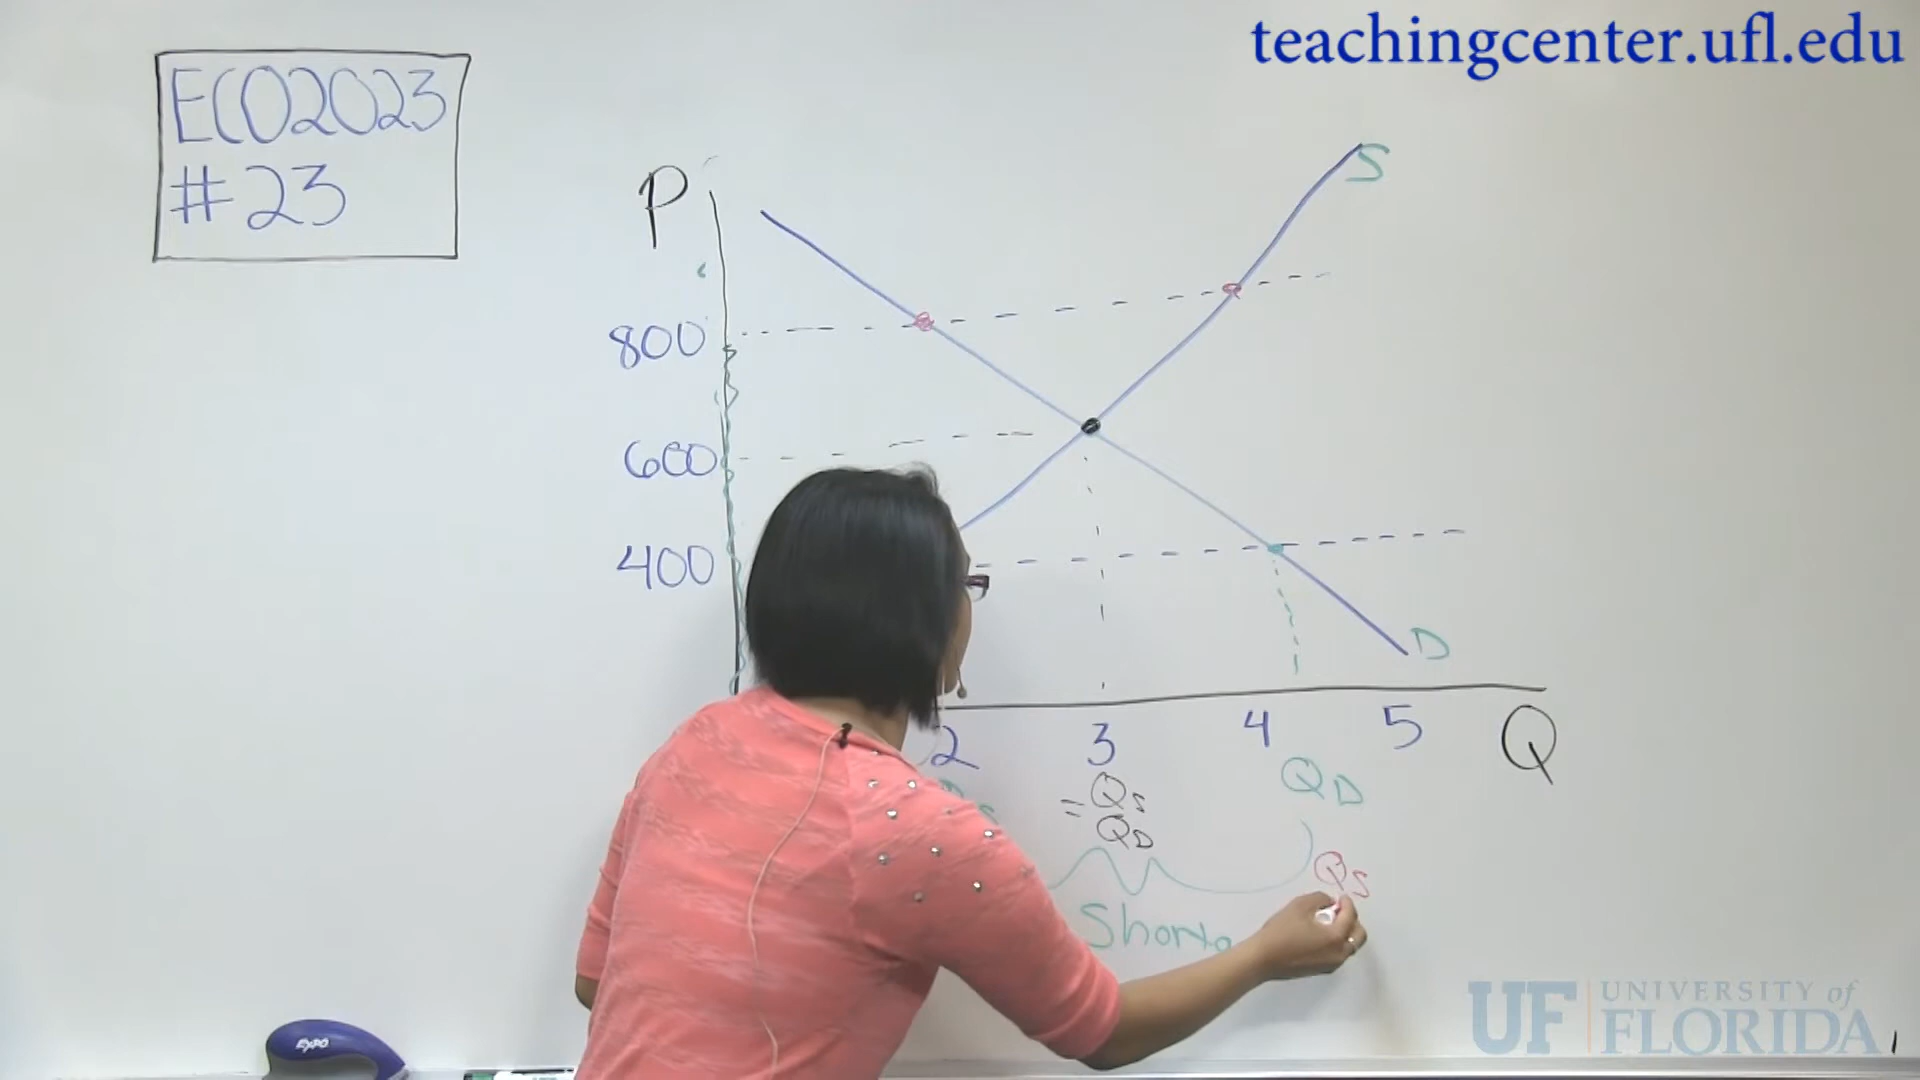 teachingcenter.ufl.edu
ECO2023
#23
P
S
800
600
400
D
2 3 4 5 Q
= QS
QD
QD
QS
UF UNIVERSITY of FLORIDA
EXPO